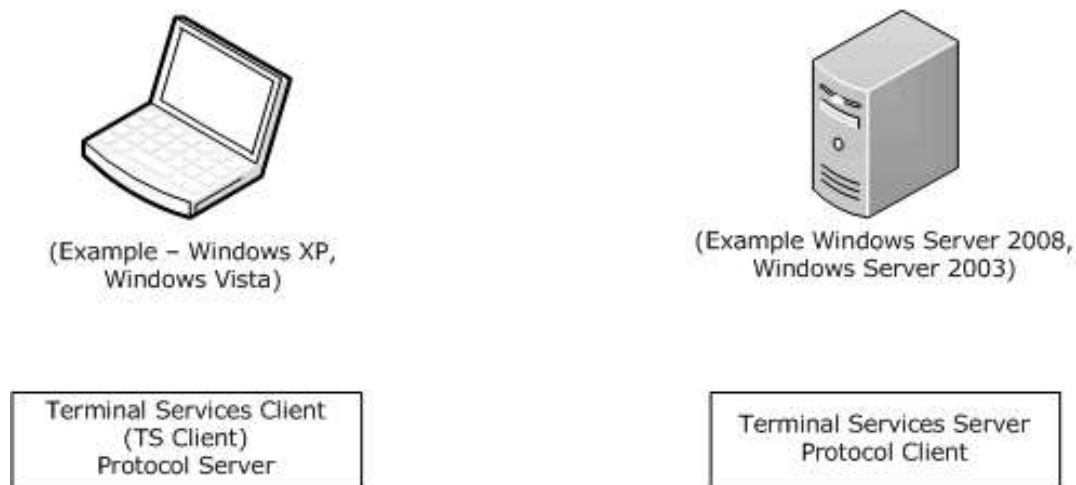 (Example – Windows XP,
Windows Vista)
(Example Windows Server 2008,
Windows Server 2003)
Terminal Services Client
(TS Client)
Protocol Server
Terminal Services Server
Protocol Client